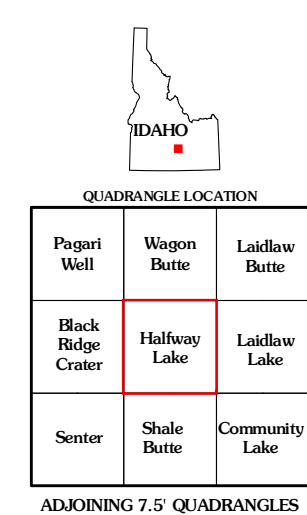 IDAHO
QUADRANGLE LOCATION
Pagari
Well
Wagon
Butte
Laidlaw
Butte
Black
Ridge
Crater
Halfway
Lake
Laidlaw
Lake
Senter
Shale
Butte
Community
Lake
ADJOINING 7.5' QUADRANGLES